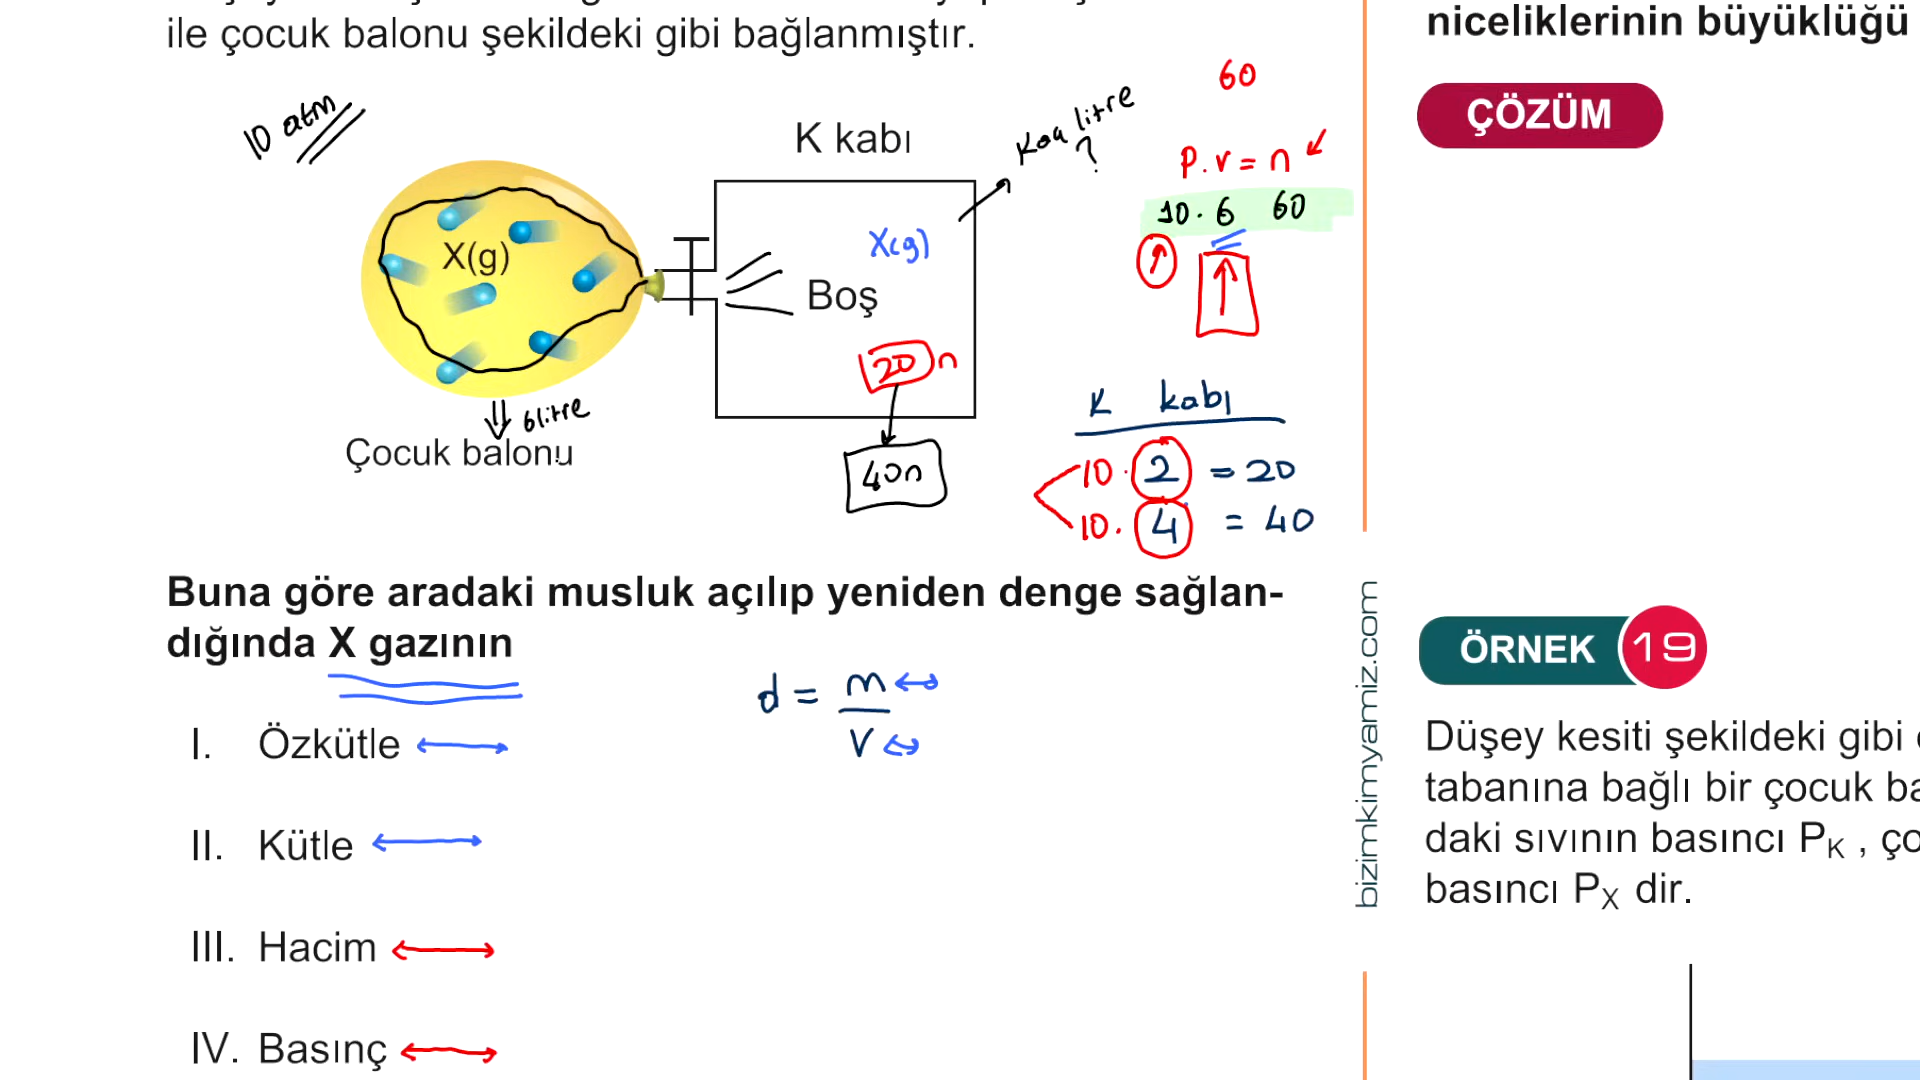 ile çocuk balonu şekildeki gibi bağlanmıştır.
10 atm
K kabı
Kaa litre
?
60
P.V = n
10. 6 60
X(g)
X(g)
Boş
20 n
40n
6litre
Çocuk balonu
K kabı
10. 2 = 20
10. 4 = 40
Buna göre aradaki musluk açılıp yeniden denge sağlan-
dığında X gazının
d = m
V
I. Özkütle
II. Kütle
III. Hacim
IV. Basınç
bizimkimyamiz.com
niceliklerinin büyüklüğü
ÇÖZÜM
ÖRNEK 19
Düşey kesiti şekildeki gibi
tabanına bağlı bir çocuk ba
daki sıvının basıncı PK , ço
basıncı PX dir.